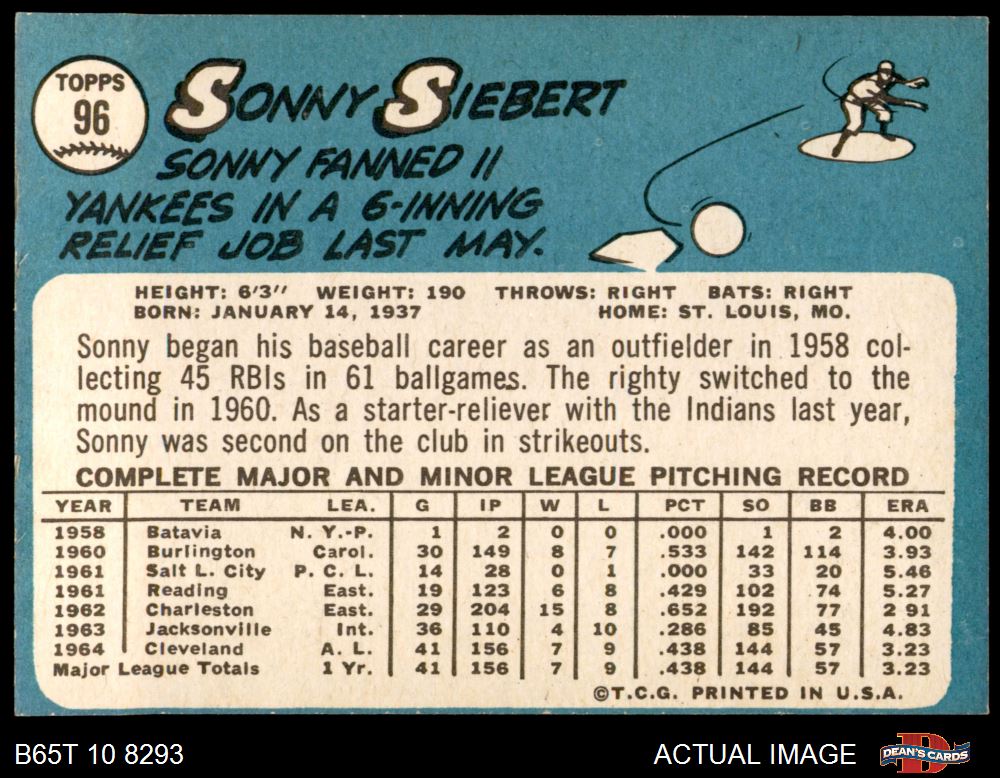 TOPPS
96
SONNY SIEBERT
SONNY FANNED 11
YANKEES IN A 6-INNING
RELIEF JOB LAST MAY.
HEIGHT: 6'3" WEIGHT: 190 THROWS: RIGHT BATS: RIGHT
BORN: JANUARY 14, 1937 HOME: ST. LOUIS, MO.
Sonny began his baseball career as an outfielder in 1958 col-
lecting 45 RBIs in 61 ballgames. The righty switched to the
mound in 1960. As a starter-reliever with the Indians last year,
Sonny was second on the club in strikeouts.
COMPLETE MAJOR AND MINOR LEAGUE PITCHING RECORD
YEAR TEAM LEA. G IP W L PCT SO BB ERA
1958 Batavia N. Y.-P. 1 2 0 0 .000 1 2 4.00
1960 Burlington Carol. 30 149 8 7 .533 142 114 3.93
1961 Salt L. City P. C. L. 14 28 0 1 .000 33 20 5.46
1961 Reading East. 19 123 6 8 .429 102 74 5.27
1962 Charleston East. 29 204 15 8 .652 192 77 2 91
1963 Jacksonville Int. 36 110 4 10 .286 85 45 4.83
1964 Cleveland A. L. 41 156 7 9 .438 144 57 3.23
Major League Totals 1 Yr. 41 156 7 9 .438 144 57 3.23
©T.C.G. PRINTED IN U.S.A.
B65T 10 8293 ACTUAL IMAGE DEAN'S CARDS